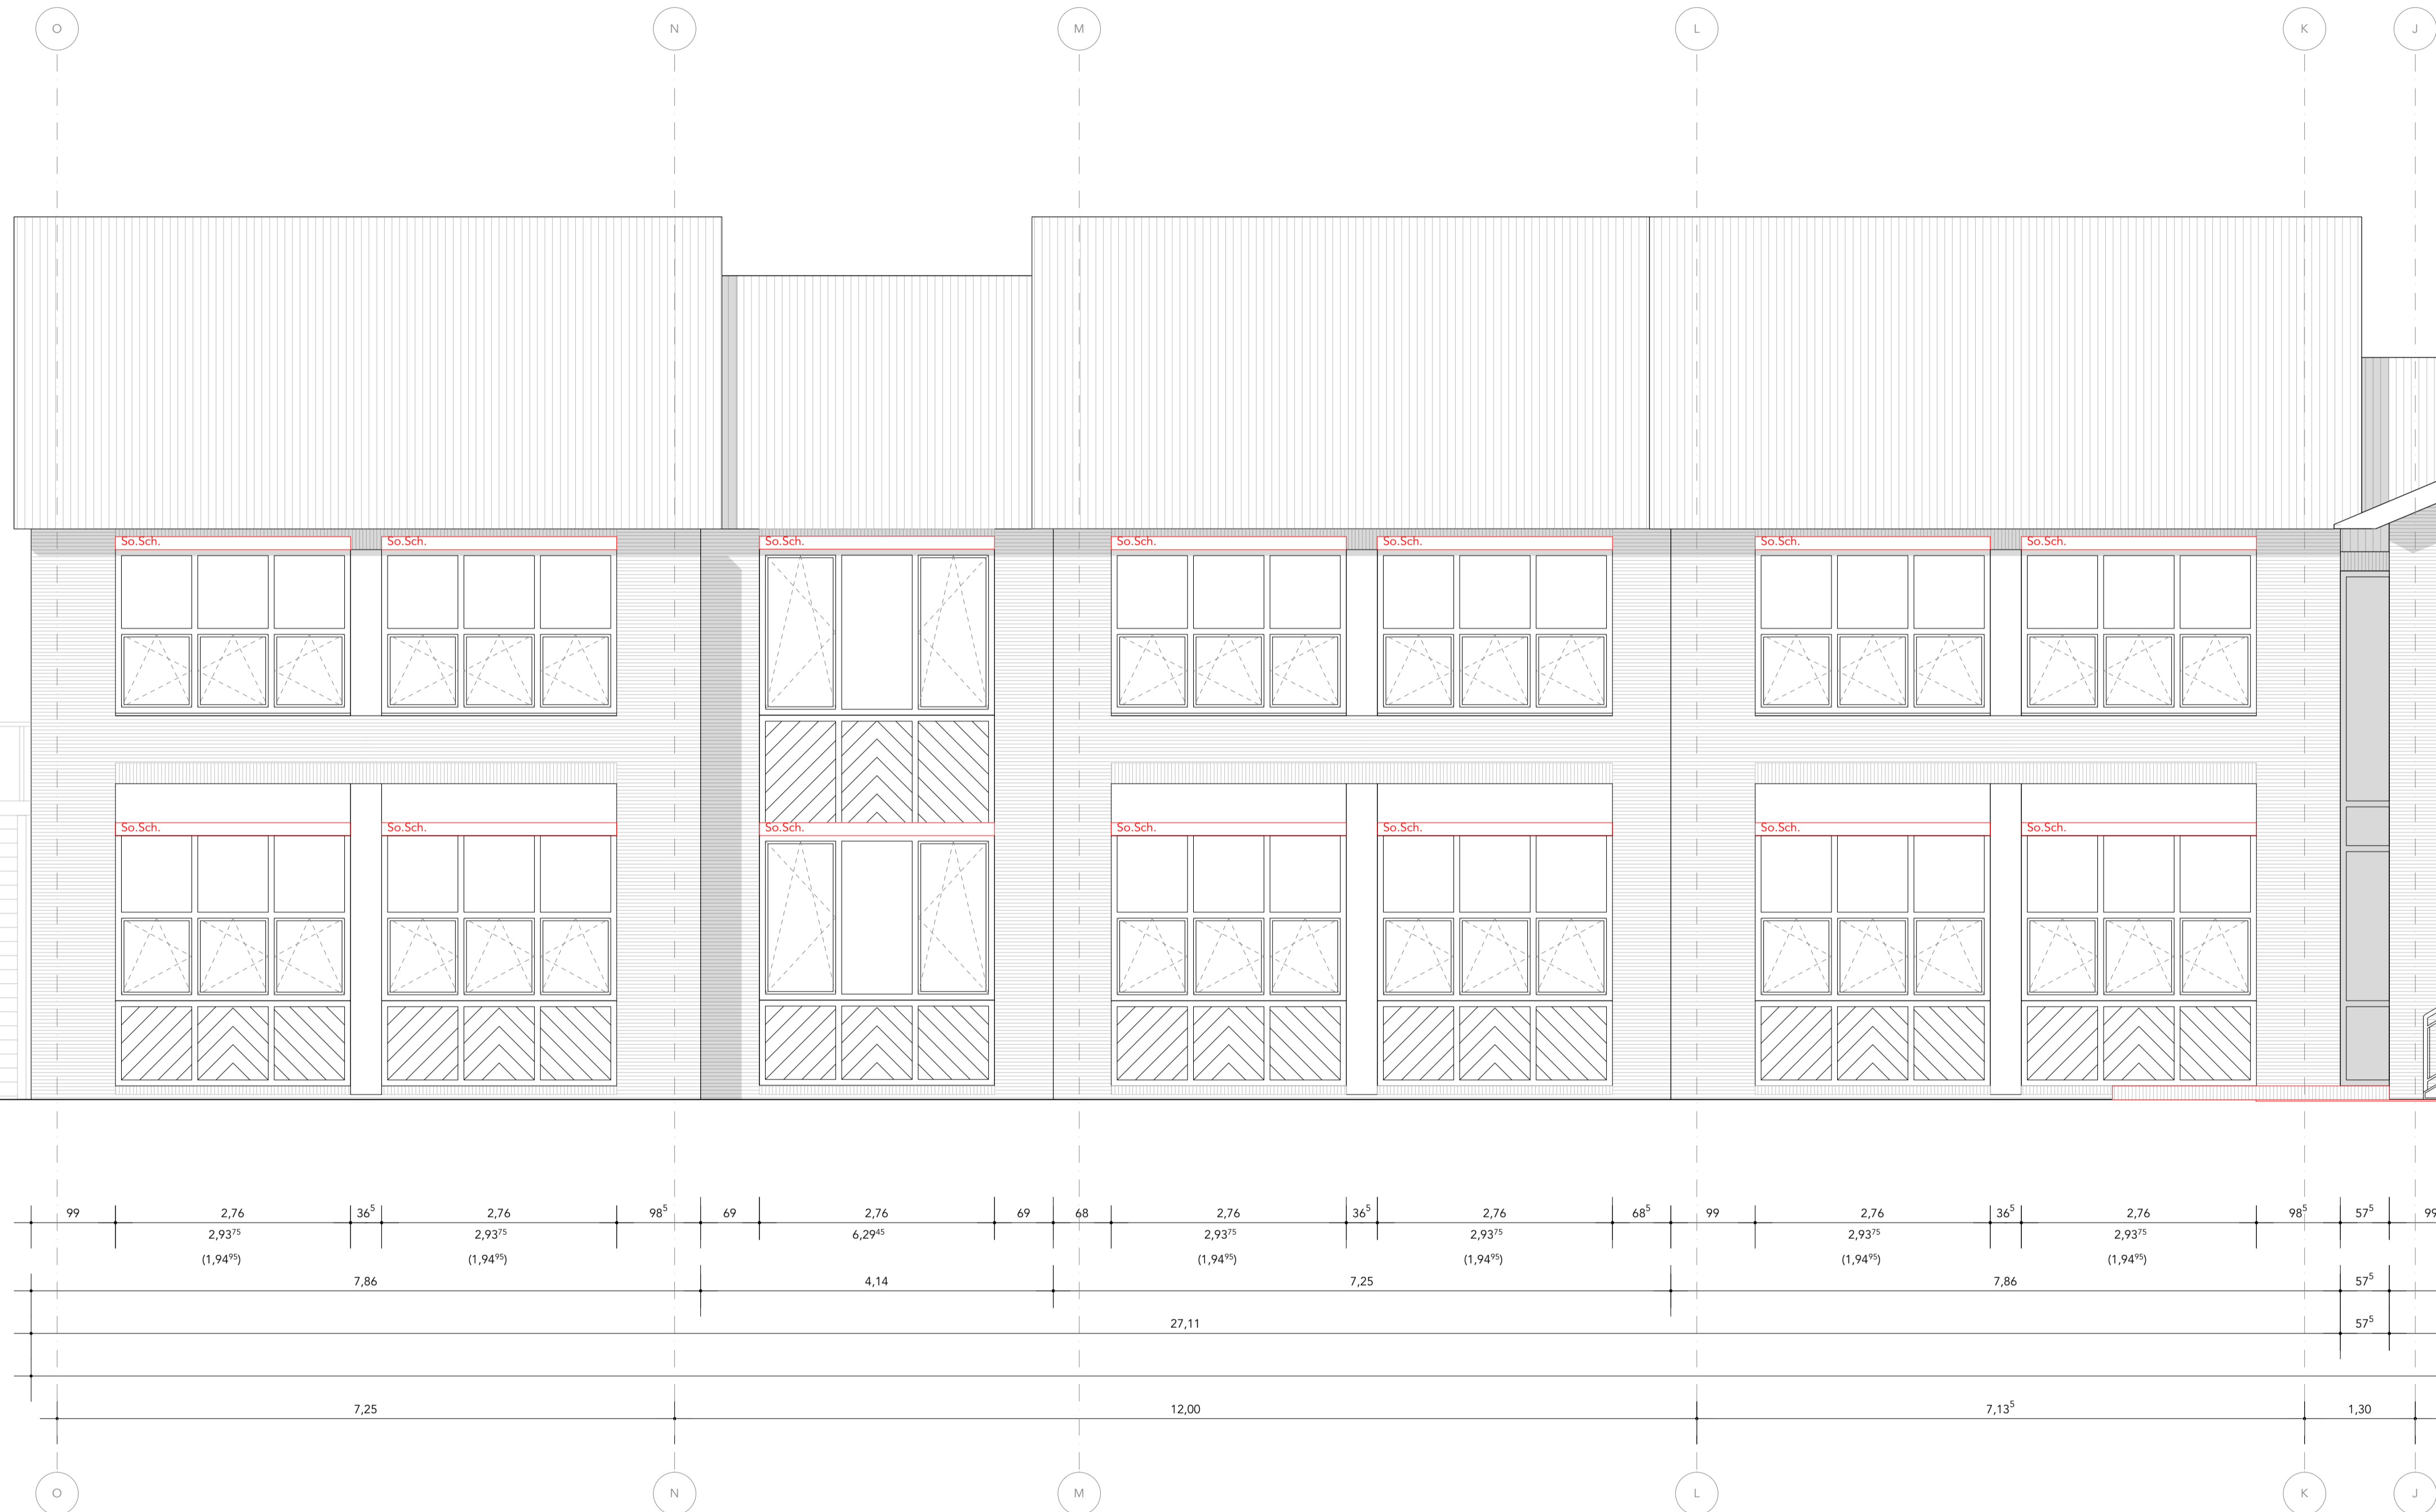 O N M L K J
So.Sch. So.Sch. So.Sch. So.Sch. So.Sch. So.Sch. So.Sch.
So.Sch. So.Sch. So.Sch. So.Sch. So.Sch. So.Sch. So.Sch.
99 2,76 36⁵ 2,76 98⁵ 69 2,76 69 68 2,76 36⁵ 2,76 68⁵ 99 2,76 36⁵ 2,76 98⁵ 57⁵ 99
2,93⁷⁵ 2,93⁷⁵ 6,29⁴⁵ 2,93⁷⁵ 2,93⁷⁵ 2,93⁷⁵ 2,93⁷⁵
(1,94⁹⁵) (1,94⁹⁵) (1,94⁹⁵) (1,94⁹⁵) (1,94⁹⁵) (1,94⁹⁵)
7,86 4,14 7,25 7,86 57⁵
27,11 57⁵
7,25 12,00 7,13⁵ 1,30
O N M L K J